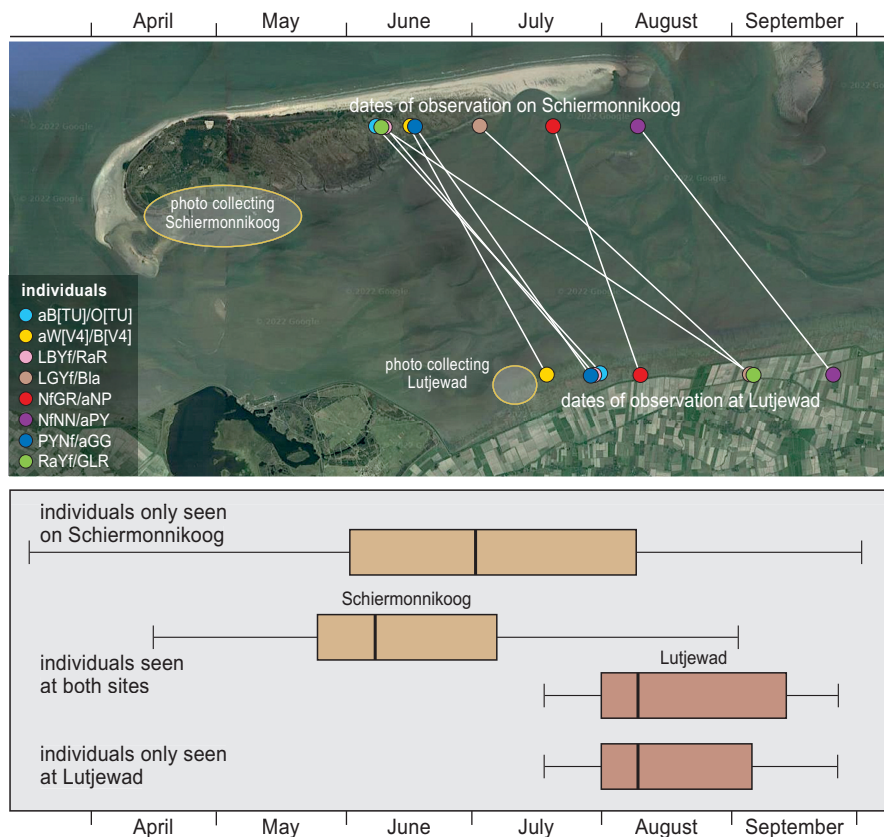 April May June July August September
dates of observation on Schiermonnikoog
© 2022 Google
photo collecting
Schiermonnikoog
individuals
aB[TU]/O[TU]
aW[V4]/B[V4]
LBYf/RaR
LGYf/Bla
NfGR/aNP
NfNN/aPY
PYNf/aGG
RaYf/GLR
photo collecting
Lutjewad
dates of observation at Lutjewad
individuals only seen
on Schiermonnikoog
Schiermonnikoog
individuals seen
at both sites
Lutjewad
individuals only seen
at Lutjewad
April May June July August September